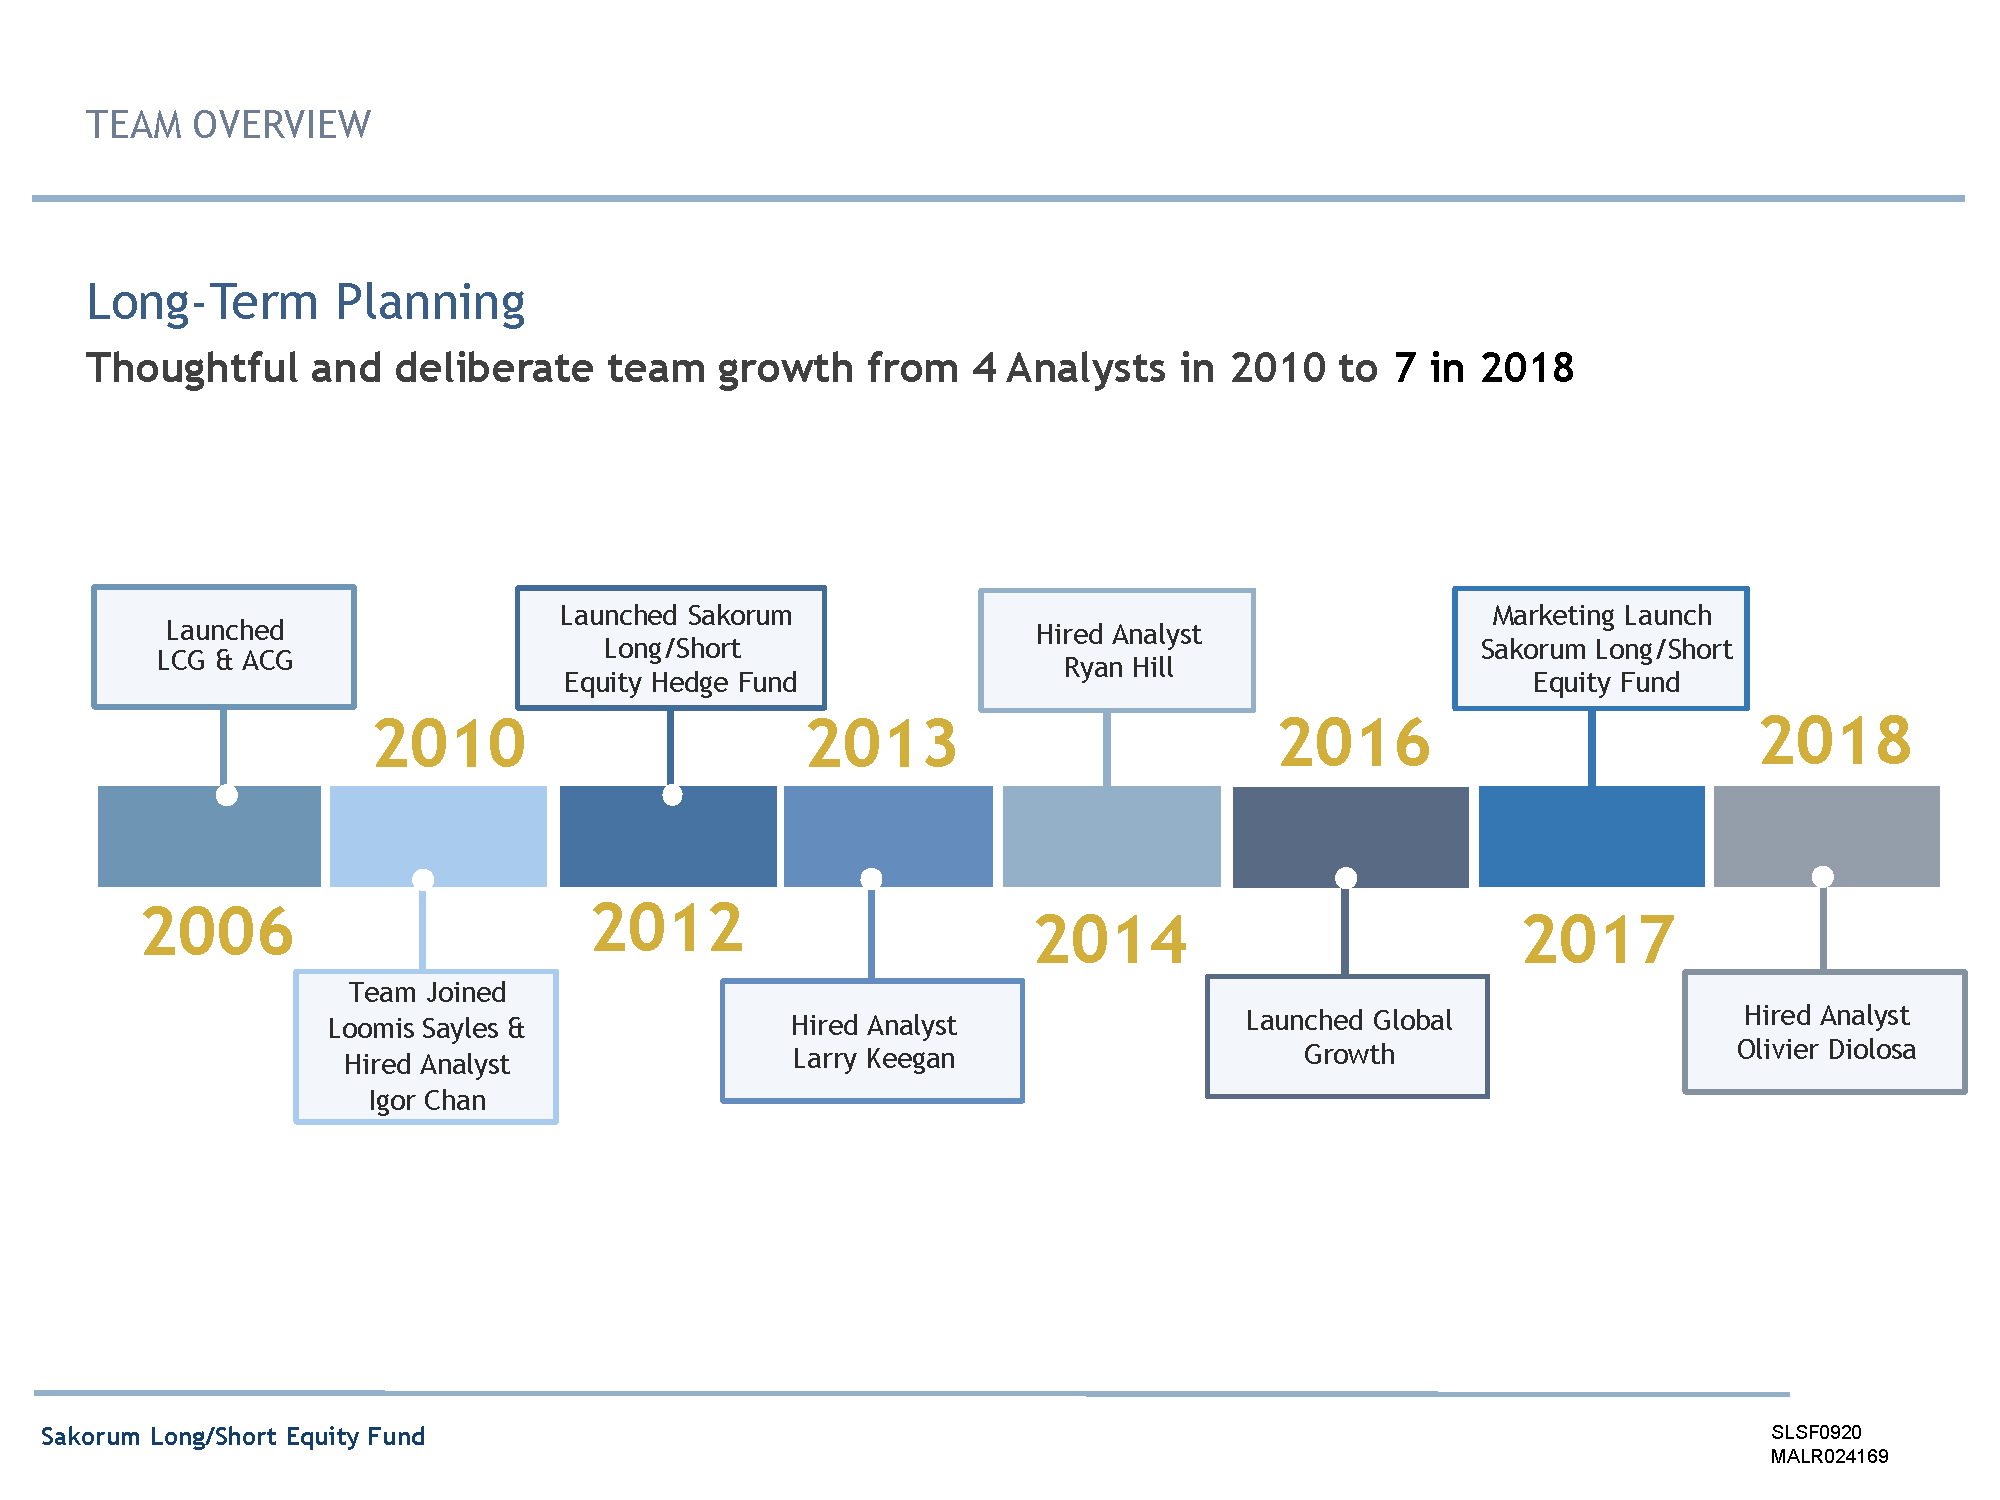 TEAM OVERVIEW
Long-Term Planning
Thoughtful and deliberate team growth from 4 Analysts in 2010 to 7 in 2018
Launched
LCG & ACG
2006
2010
Team Joined
Loomis Sayles &
Hired Analyst
Igor Chan
Launched Sakorum
Long/Short
Equity Hedge Fund
2012
2013
Hired Analyst
Larry Keegan
Hired Analyst
Ryan Hill
2014
2016
Launched Global
Growth
Marketing Launch
Sakorum Long/Short
Equity Fund
2017
2018
Hired Analyst
Olivier Diolosa
Sakorum Long/Short Equity Fund
SLSF0920
MALR024169